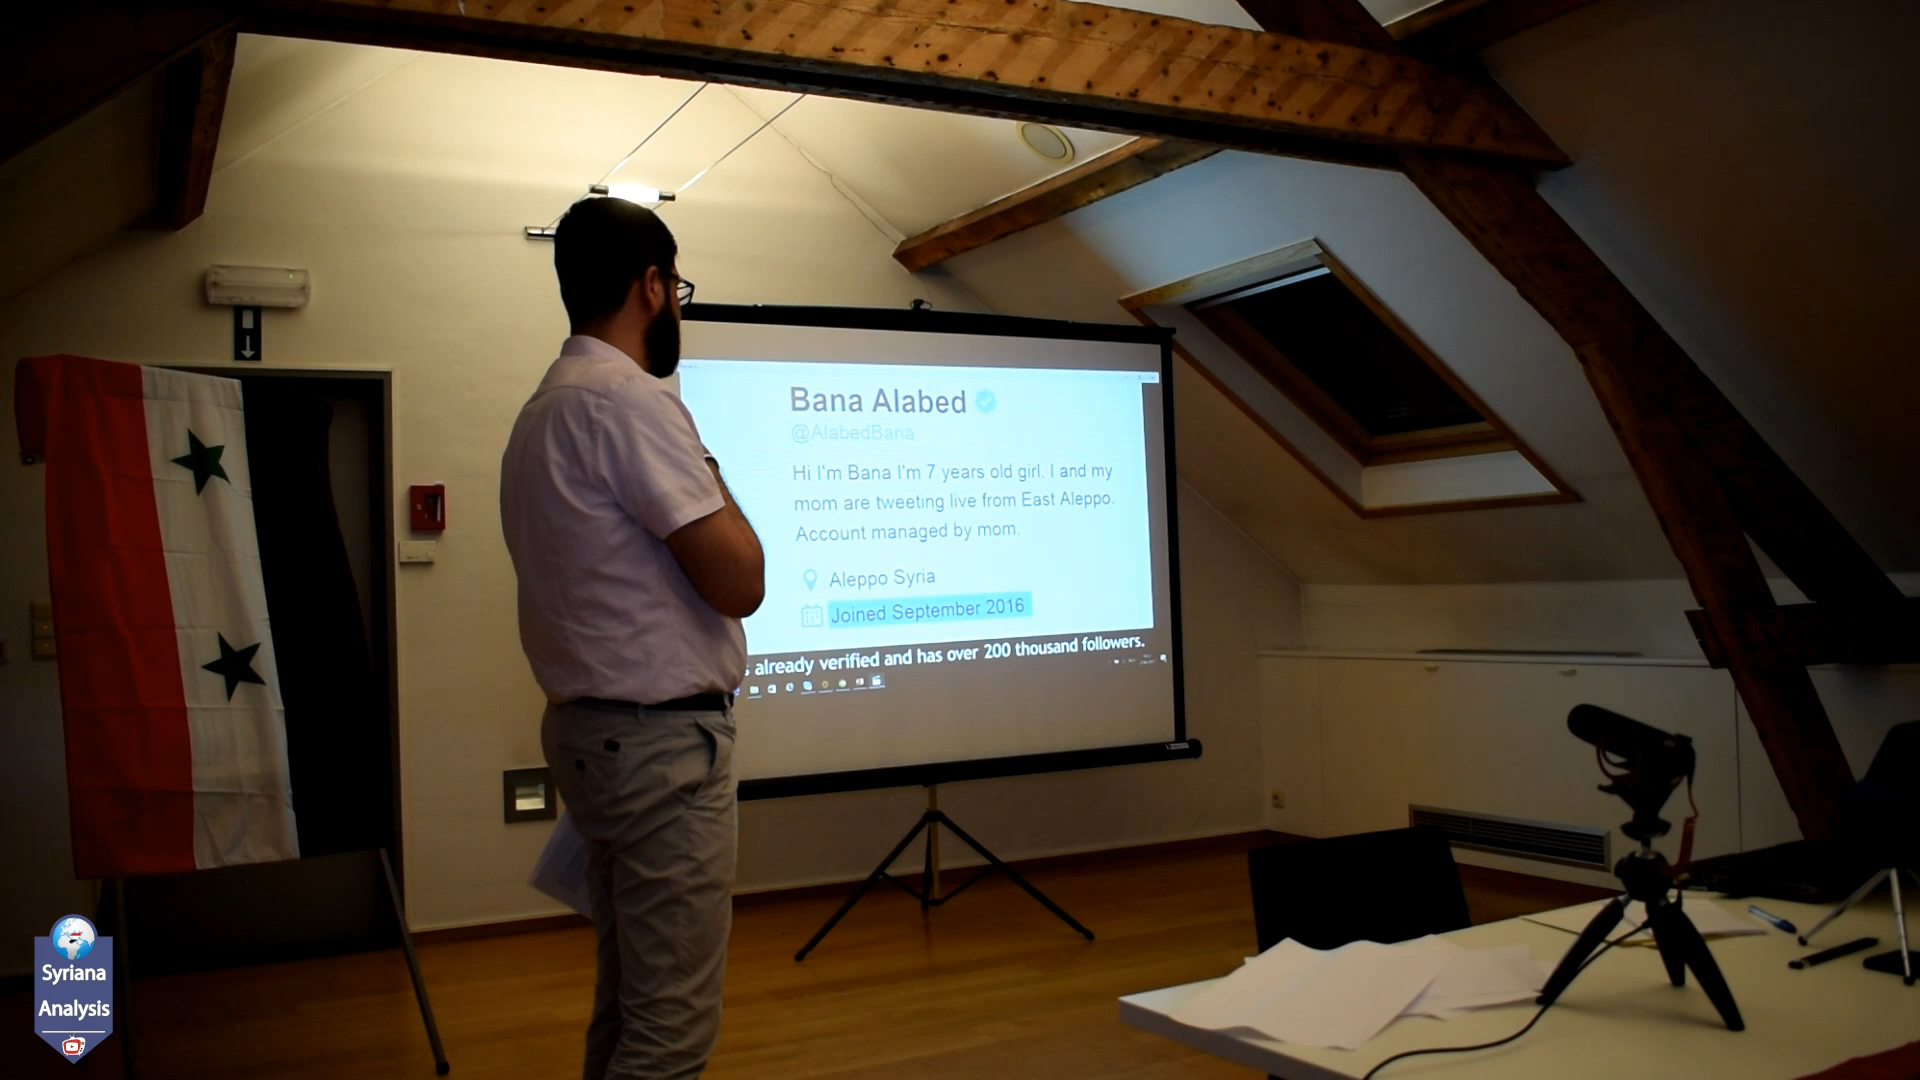 Bana Alabed
@AlabedBana
Hi I'm Bana I'm 7 years old girl. I and my
mom are tweeting live from East Aleppo.
Account managed by mom.
Aleppo Syria
Joined September 2016
already verified and has over 200 thousand followers.
Syriana
Analysis